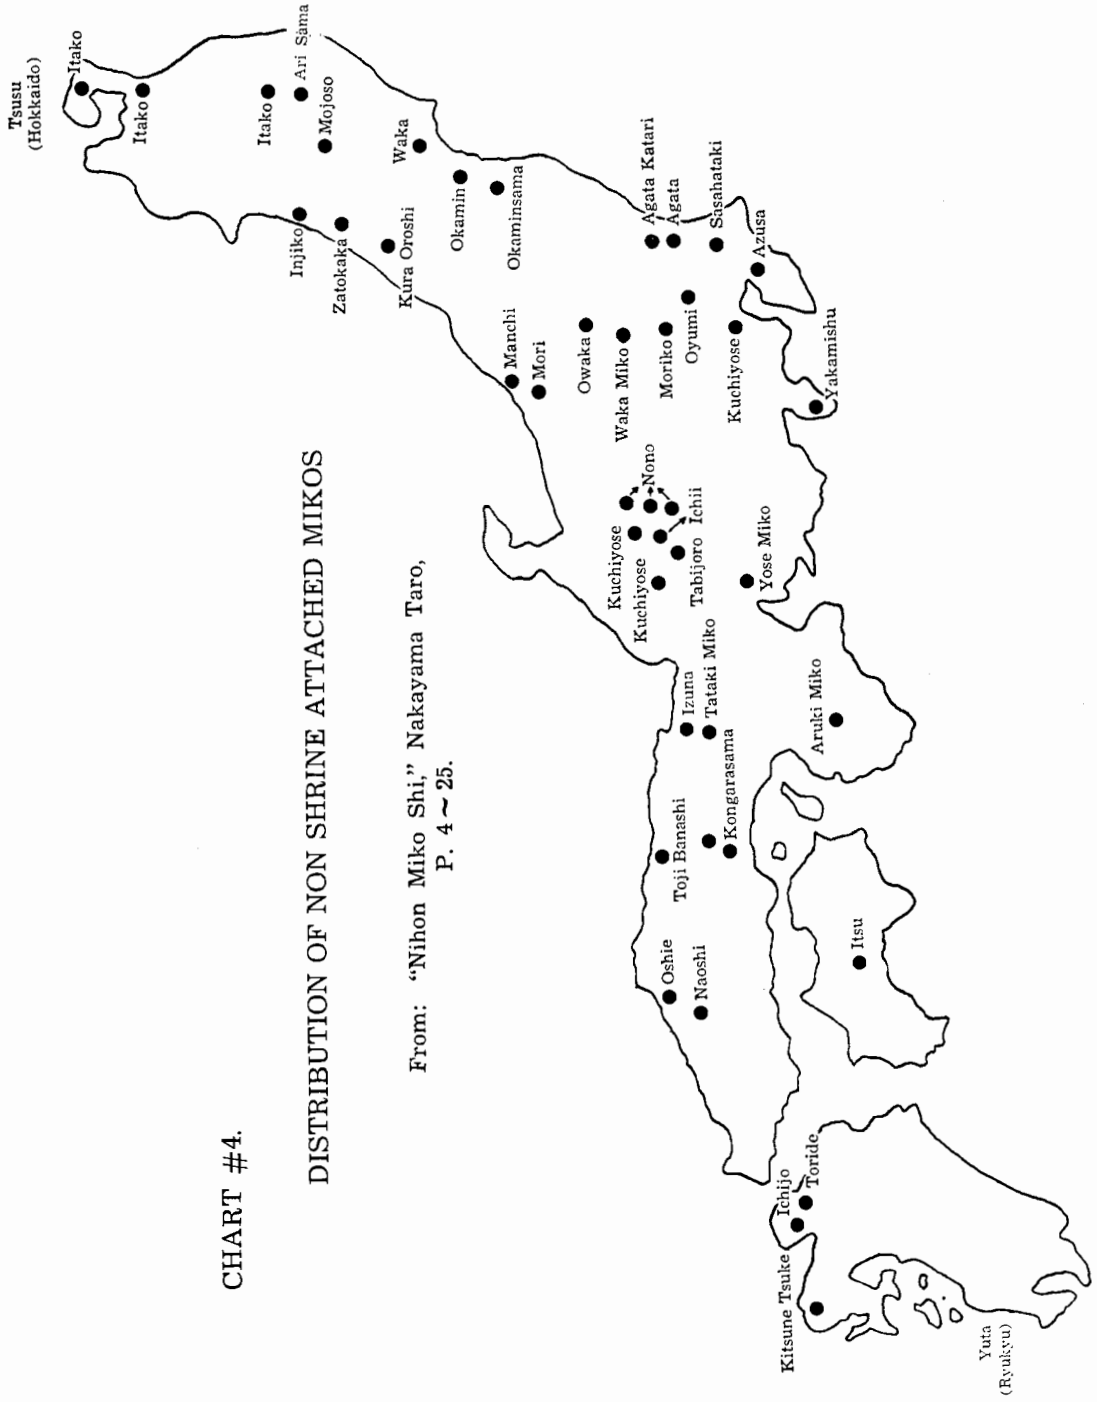 CHART #4.
DISTRIBUTION OF NON SHRINE ATTACHED MIKOS
From: “Nihon Miko Shi,” Nakayama Taro,
P. 4 ~ 25.
Tsusu
(Hokkaido)
Itako
Itako
Itako
Ari Sama
Mojoso
Waka
Injiko
Zatokaka
Kura Oroshi
Okamin
Okaminsama
Agata Katari
Agata
Sasahataki
Azusa
Manchi
Mori
Owaka
Waka Miko
Moriko
Oyumi
Kuchiyose
Yakamishu
Nono
Ichii
Kuchiyose
Kuchiyose
Tabijoro
Yose Miko
Izuna
Tataki Miko
Aruki Miko
Kongarasama
Toji Banashi
Oshie
Naoshi
Itsu
Toride
Ichijo
Kitsune Tsuke
Yuta
(Ryukyu)